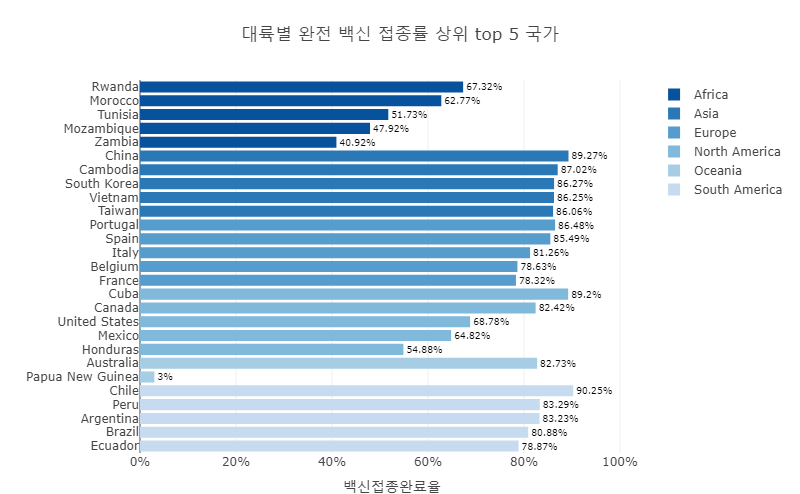 대륙별 완전 백신 접종률 상위 top 5 국가
Rwanda 67.32%
Morocco 62.77%
Tunisia 51.73%
Mozambique 47.92%
Zambia 40.92%
China 89.27%
Cambodia 87.02%
South Korea 86.27%
Vietnam 86.25%
Taiwan 86.06%
Portugal 86.48%
Spain 85.49%
Italy 81.26%
Belgium 78.63%
France 78.32%
Cuba 89.2%
Canada 82.42%
United States 68.78%
Mexico 64.82%
Honduras 54.88%
Australia 82.73%
Papua New Guinea 3%
Chile 90.25%
Peru 83.29%
Argentina 83.23%
Brazil 80.88%
Ecuador 78.87%
0% 20% 40% 60% 80% 100%
백신접종완료율
Africa
Asia
Europe
North America
Oceania
South America